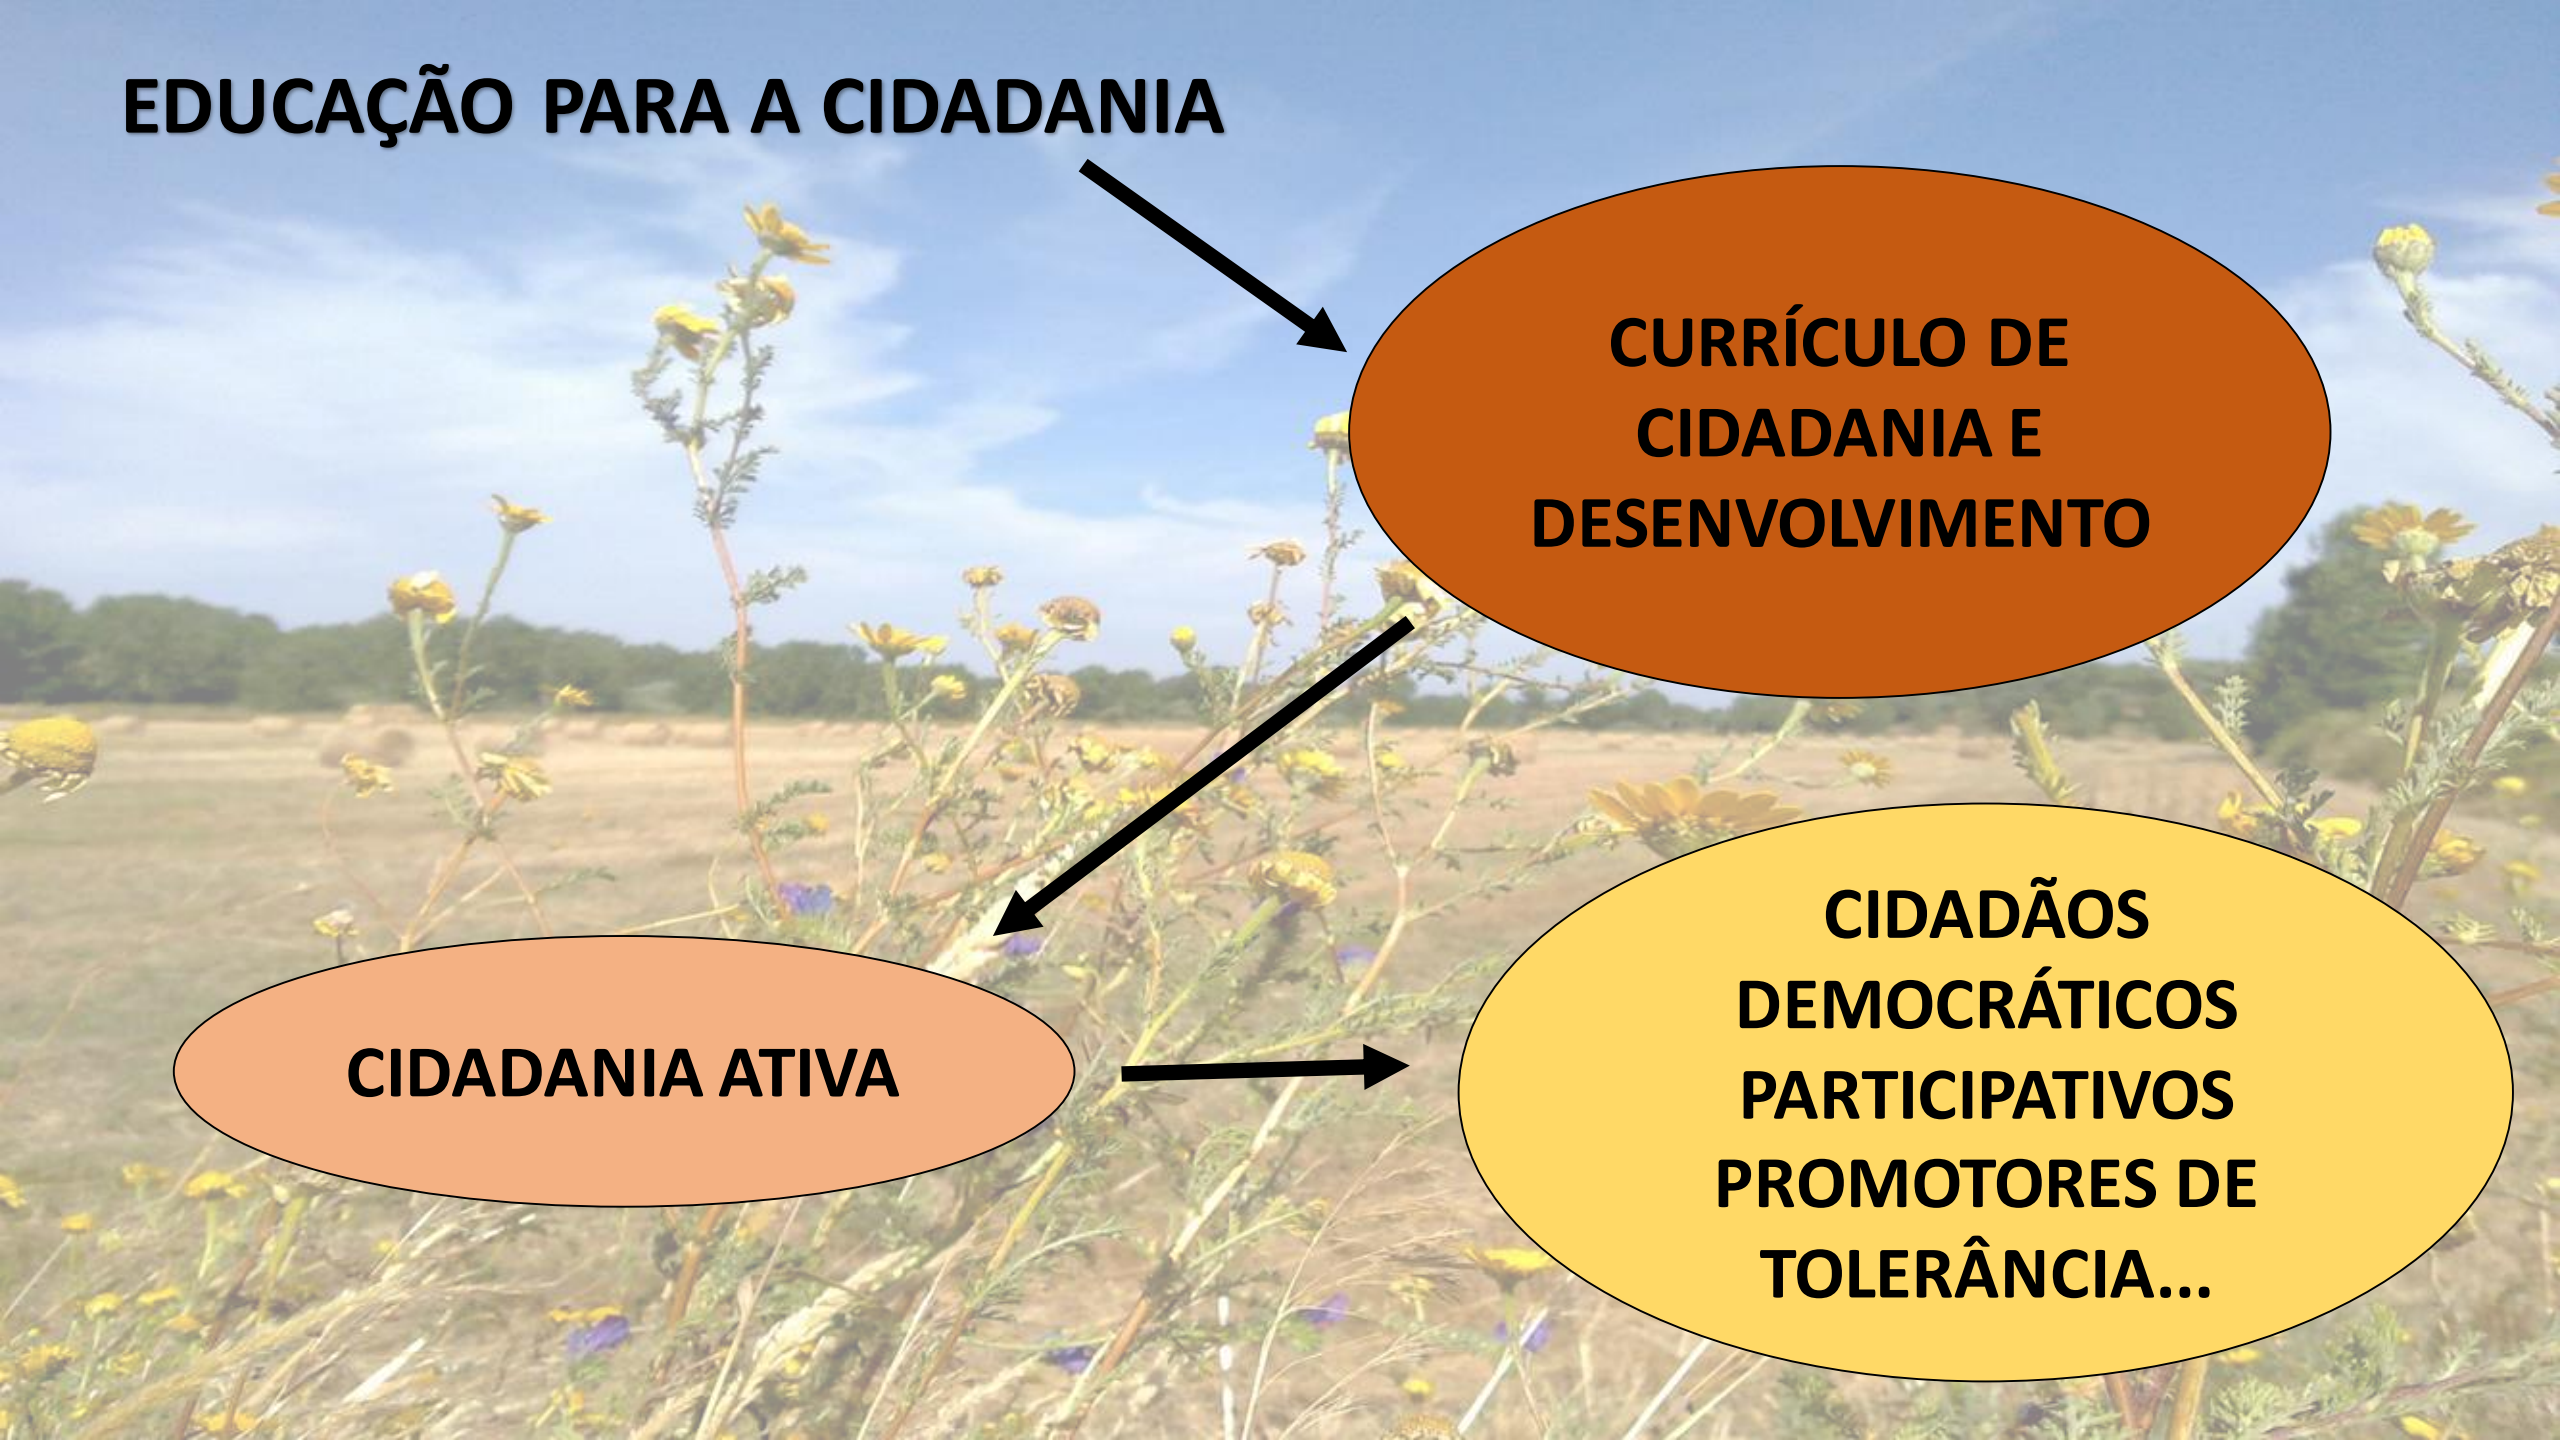 EDUCAÇÃO PARA A CIDADANIA
CURRÍCULO DE
CIDADANIA E
DESENVOLVIMENTO
CIDADANIA ATIVA
CIDADÃOS
DEMOCRÁTICOS
PARTICIPATIVOS
PROMOTORES DE
TOLERÂNCIA...